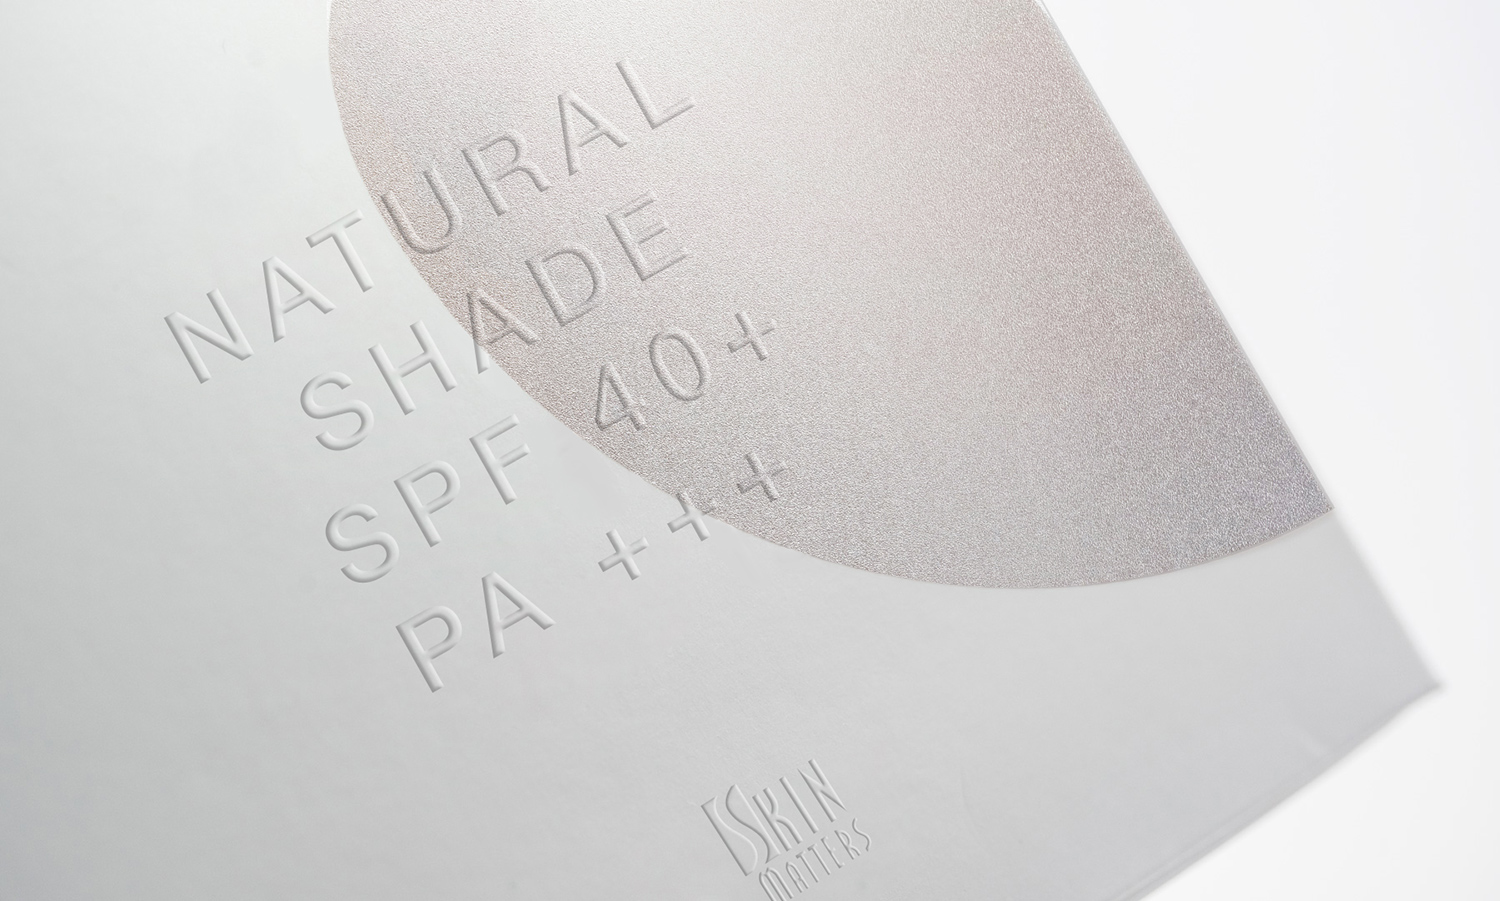 NATURAL
SHADE
SPF 40+
PA +++
SKIN
MATTERS